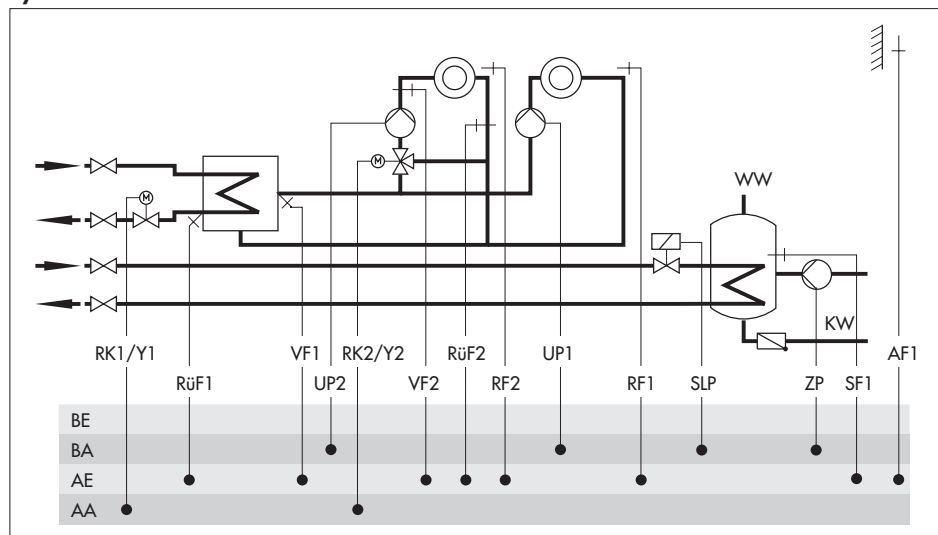 M
M
WW
KW
RK1/Y1 VF1 RK2/Y2 RüF2 UP1 AF1
RüF1 UP2 VF2 RF2 RF1 SLP ZP SF1
BE
BA
AE
AA